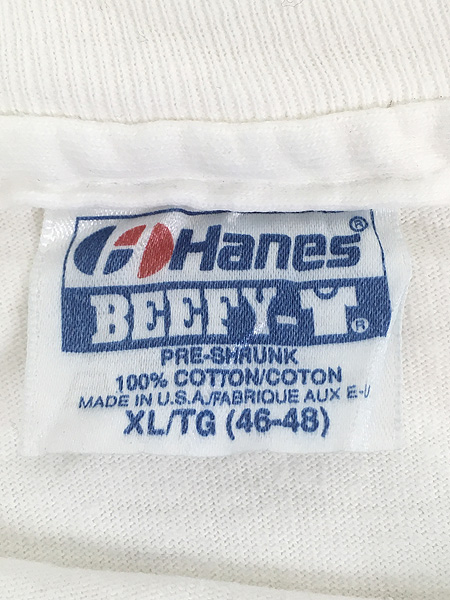 Hanes®
BEEFY-T®
PRE-SHRUNK
100% COTTON/COTON
MADE IN U.S.A./FABRIQUE AUX E-U
XL/TG (46-48)